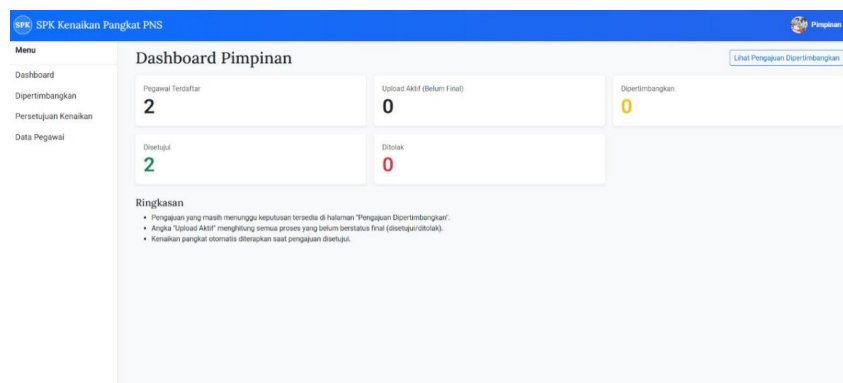 SPK SPK Kenaikan Pangkat PNS
Pimpinan
Menu
Dashboard
Dipertimbangkan
Persetujuan Kenaikan
Data Pegawai
Dashboard Pimpinan
Lihat Pengajuan Dipertimbangkan
Pegawai Terdaftar
2
Upload Aktif (Belum Final)
0
Dipertimbangkan
0
Disetujui
2
Ditolak
0
Ringkasan
• Pengajuan yang masih menunggu keputusan tersedia di halaman "Pengajuan Dipertimbangkan".
• Angka "Upload Aktif" menghitung semua proses yang belum berstatus final (disetujui/ditolak).
• Kenaikan pangkat otomatis diterapkan saat pengajuan disetujui.